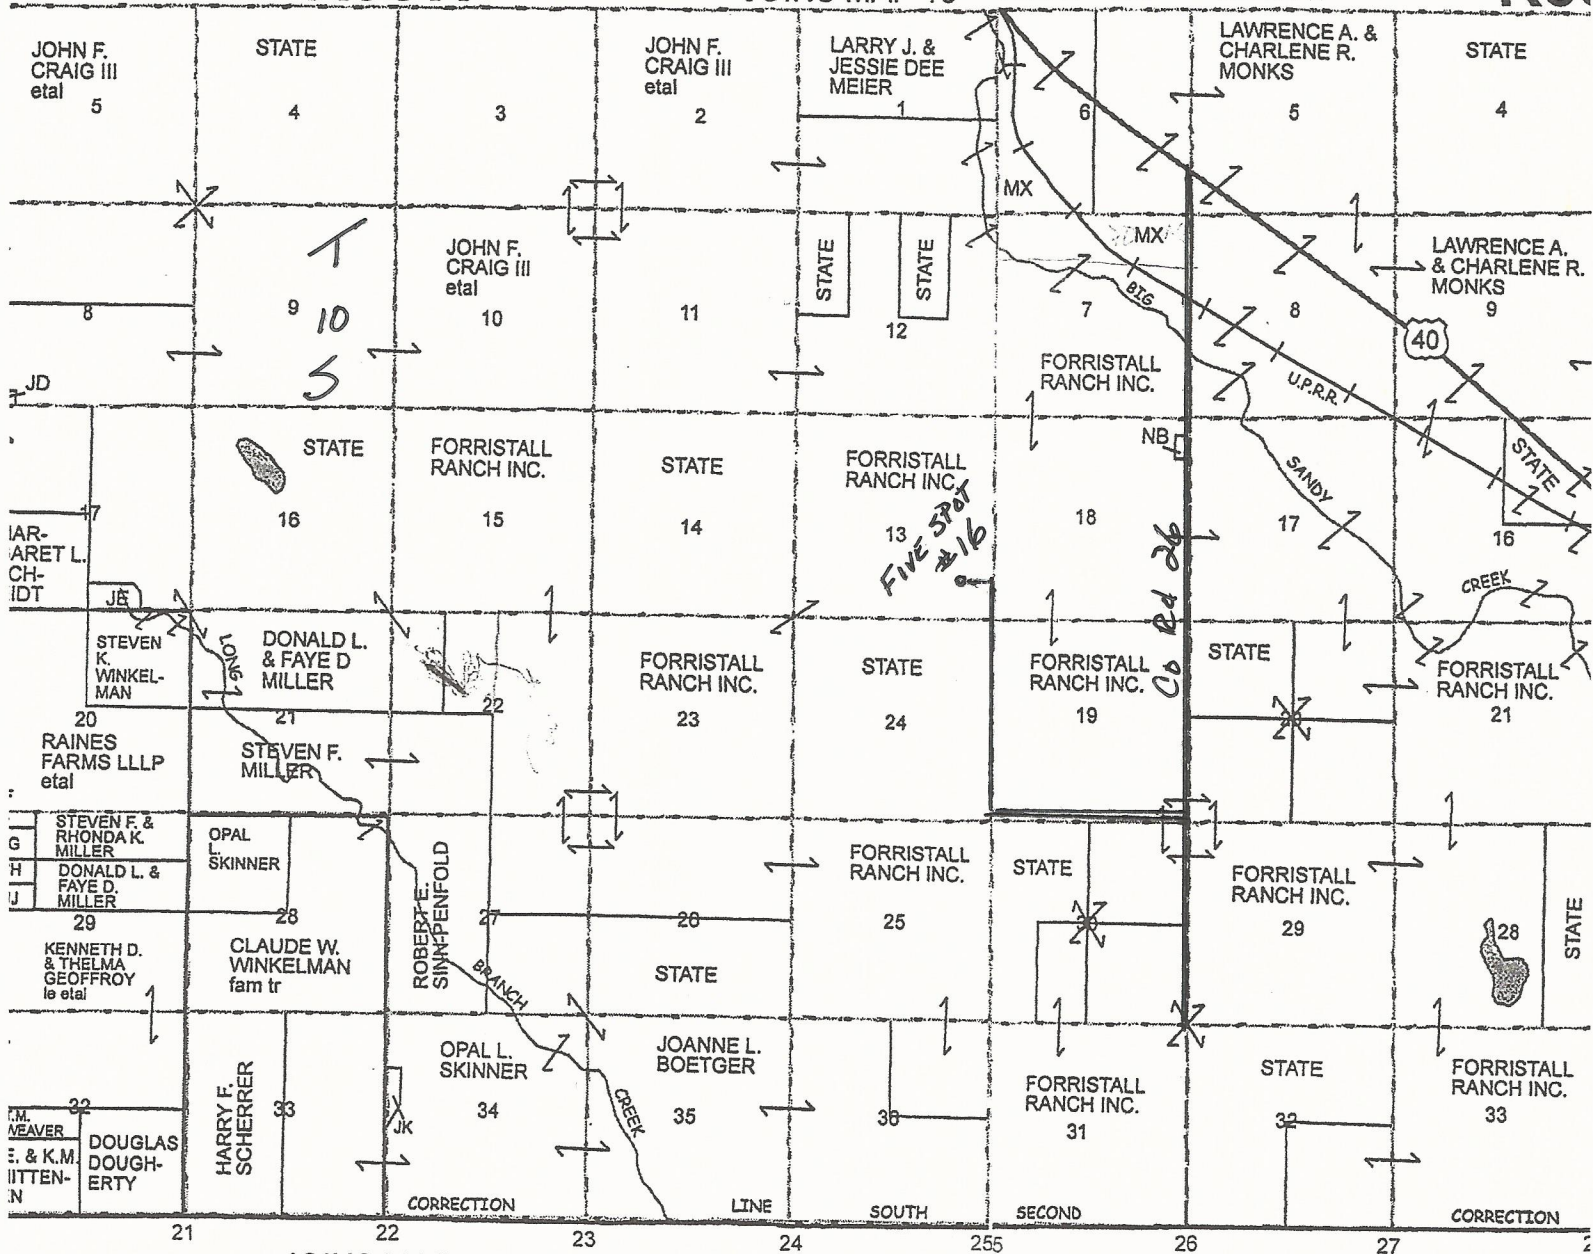 JOHN F.
CRAIG III
etal
5
STATE
4
3
JOHN F.
CRAIG III
etal
2
LARRY J. &
JESSIE DEE
MEIER
1
6
LAWRENCE A. &
CHARLENE R.
MONKS
5
STATE
4
MX
MX
8
T
9
10
S
JOHN F.
CRAIG III
etal
10
11
STATE
STATE
12
BIG
7
FORRISTALL
RANCH INC.
8
U.P.R.R.
40
LAWRENCE A.
& CHARLENE R.
MONKS
9
JD
17
STATE
16
FORRISTALL
RANCH INC.
15
STATE
14
FORRISTALL
RANCH INC.
13
FIVE SPOT
#16
18
NB
Co Rd 26
SANDY
17
STATE
16
CREEK
ARET L.
JE
STEVEN
K.
WINKEL-
MAN
20
LONG
DONALD L.
& FAYE D
MILLER
21
22
FORRISTALL
RANCH INC.
23
STATE
24
FORRISTALL
RANCH INC.
19
STATE
FORRISTALL
RANCH INC.
21
RAINES
FARMS LLLP
etal
STEVEN F.
MILLER
G
H
J
STEVEN F. &
RHONDA K.
MILLER
DONALD L. &
FAYE D.
MILLER
29
OPAL
L.
SKINNER
28
ROBERT E.
SINN-PENFOLD
27
26
FORRISTALL
RANCH INC.
25
STATE
FORRISTALL
RANCH INC.
29
28
STATE
KENNETH D.
& THELMA
GEOFFROY
le etal
CLAUDE W.
WINKELMAN
fam tr
BRANCH
STATE
32
HARRY F.
SCHERRER
33
JK
OPAL L.
SKINNER
34
CREEK
JOANNE L.
BOETGER
35
36
FORRISTALL
RANCH INC.
31
STATE
32
FORRISTALL
RANCH INC.
33
WEAVER
E. & K.M.
DOUGLAS
DOUGH-
ERTY
CORRECTION LINE SOUTH SECOND CORRECTION
21 22 23 24 25 26 27